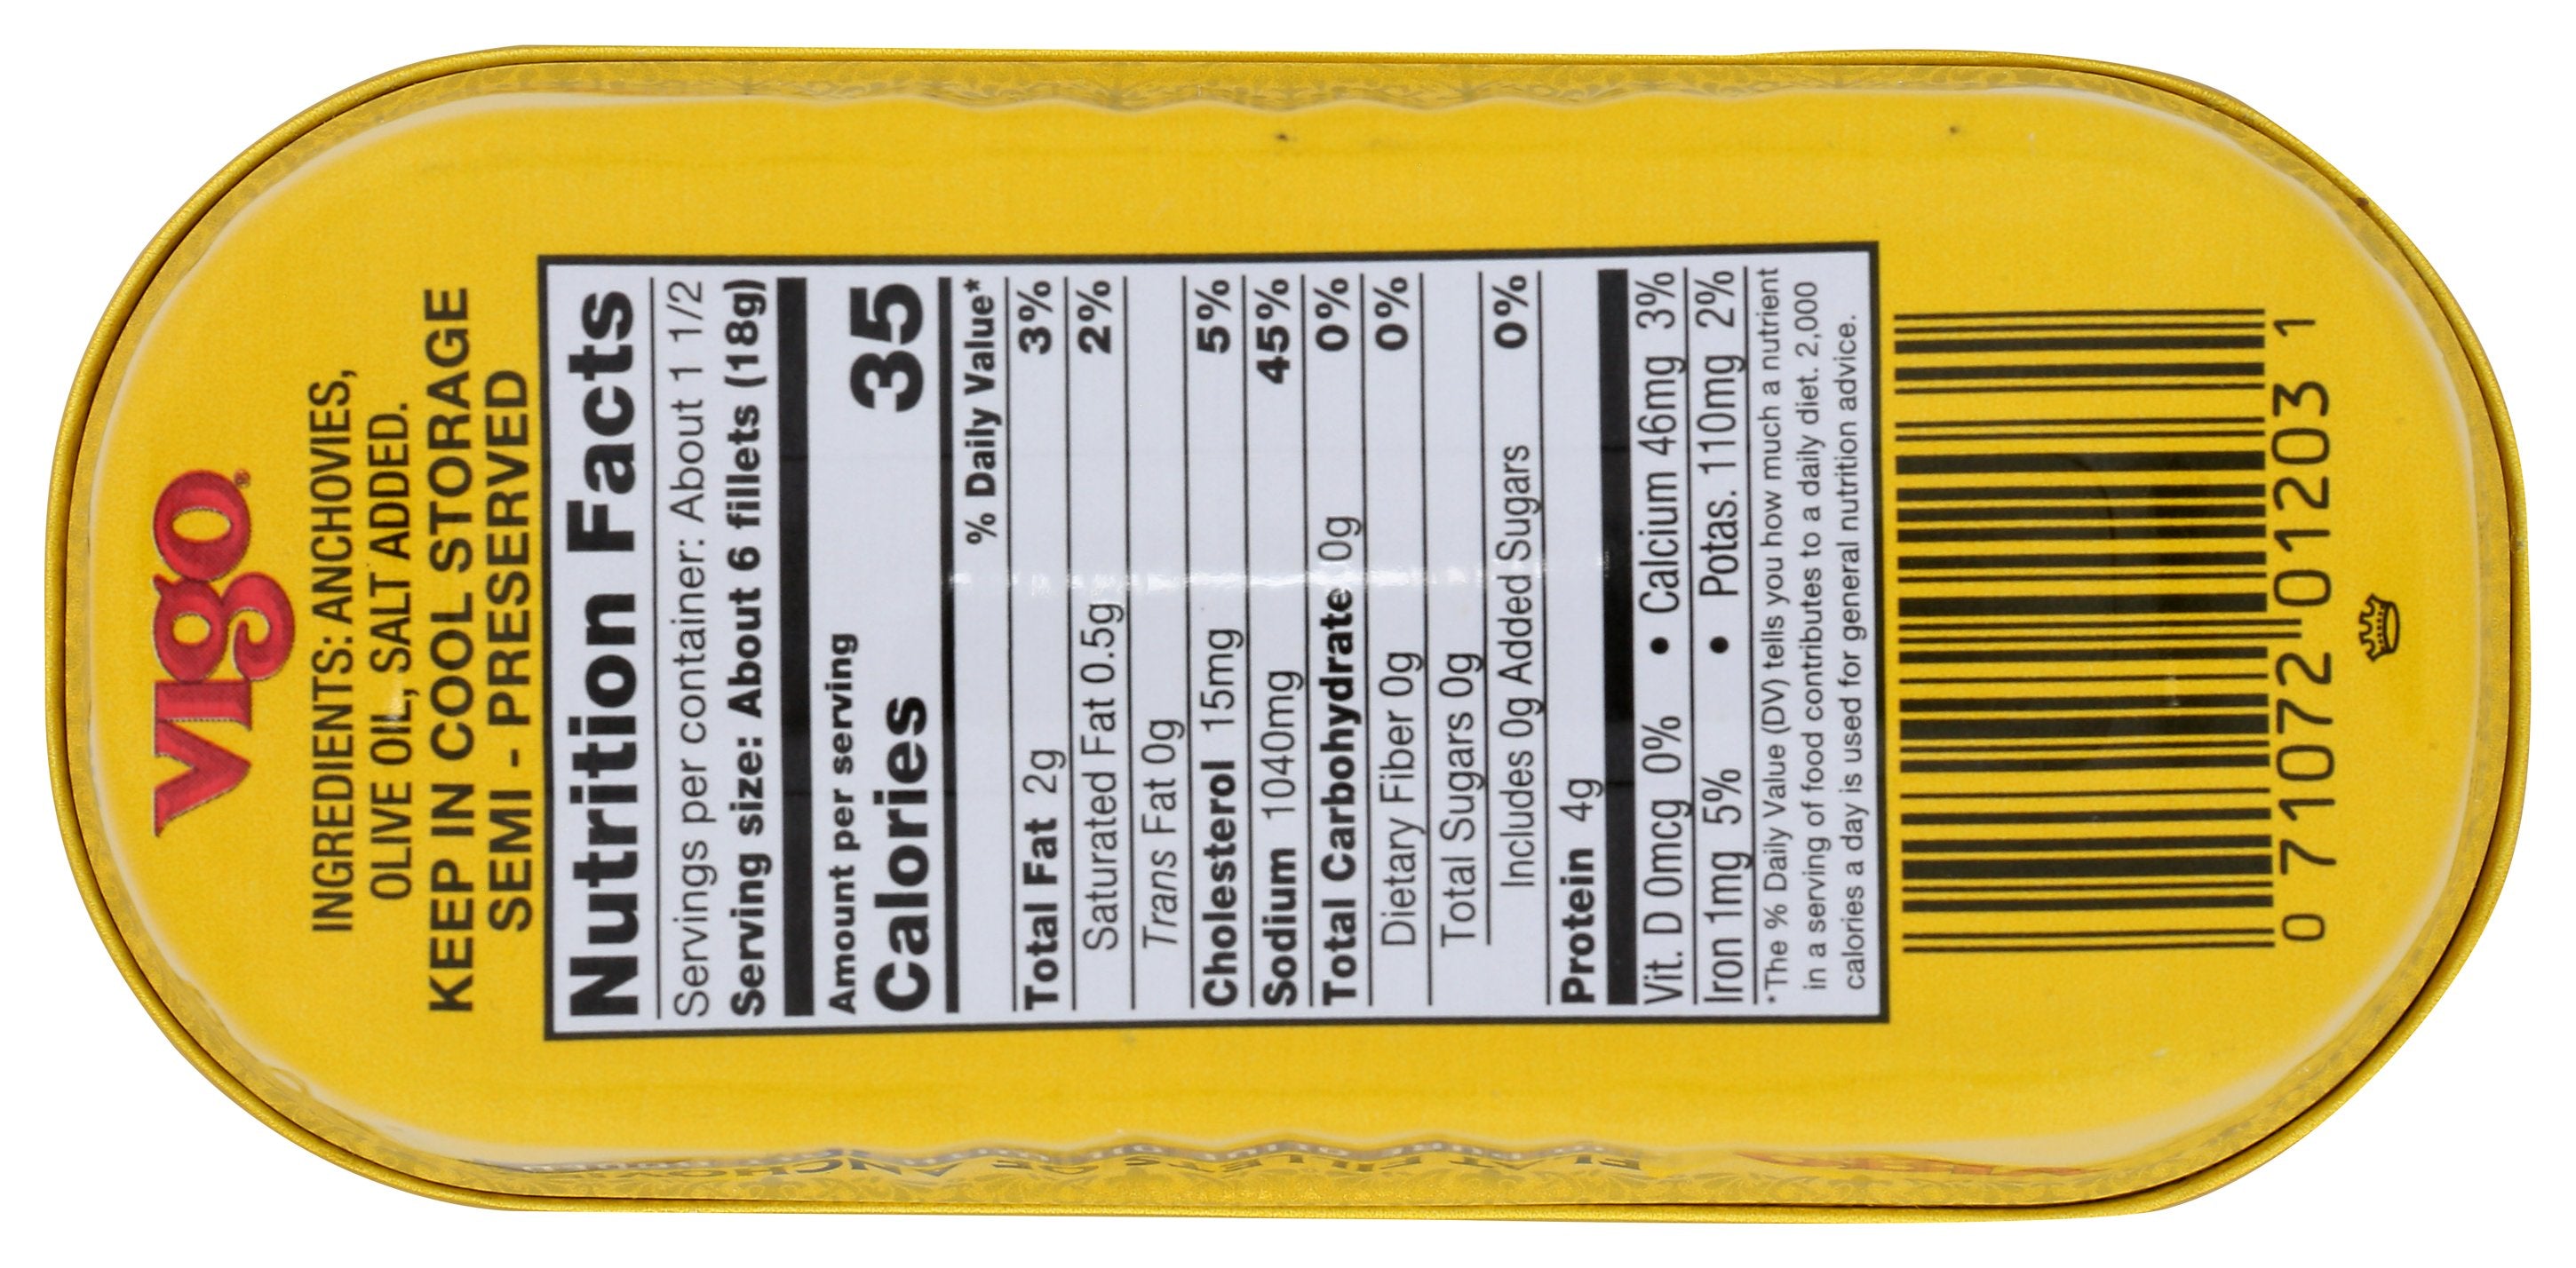 VIGO®
INGREDIENTS: ANCHOVIES,
OLIVE OIL, SALT ADDED.
KEEP IN COOL STORAGE
SEMI - PRESERVED
Nutrition Facts
Servings per container: About 1 1/2
Serving size: About 6 fillets (18g)
Amount per serving
Calories 35
% Daily Value*
Total Fat 2g 3%
Saturated Fat 0.5g 2%
Trans Fat 0g
Cholesterol 15mg 5%
Sodium 1040mg 45%
Total Carbohydrate 0g 0%
Dietary Fiber 0g 0%
Total Sugars 0g
Includes 0g Added Sugars 0%
Protein 4g
Vit. D 0mcg 0% • Calcium 46mg 3%
Iron 1mg 5% • Potas. 110mg 2%
*The % Daily Value (DV) tells you how much a nutrient
in a serving of food contributes to a daily diet. 2,000
calories a day is used for general nutrition advice.
0 71072 01203 1
FLAT FILLETS OF